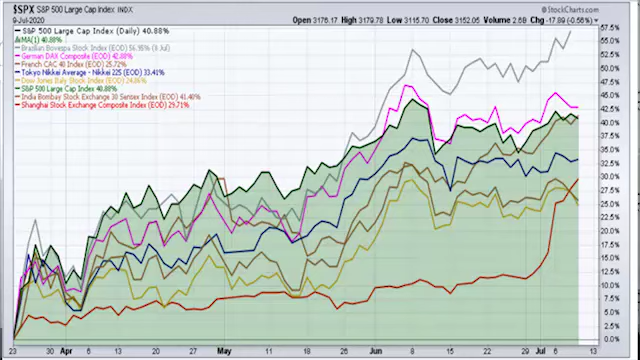 $SPX S&P 500 Large Cap Index INDX
© StockCharts.com
9-Jul-2020
Open 3176.17 High 3179.78 Low 3115.70 Close 3152.05 Volume 2.6B Chg -17.89 (-0.56%)
S&P 500 Large Cap Index (Daily) 40.88%
MA(1) 40.88%
Brazilian Bovespa Stock Index (EOD) 56.95% (8 Jul)
German DAX Composite (EOD) 42.88%
French CAC 40 Index (EOD) 25.72%
Tokyo Nikkei Average - Nikkei 225 (EOD) 33.41%
Dow Jones Italy Stock Index (EOD) 24.86%
S&P 500 Large Cap Index 40.88%
India Bombay Stock Exchange 30 Sensex Index (EOD) 41.40%
Shanghai Stock Exchange Composite Index (EOD) 29.71%
57.5%
55.0%
52.5%
50.0%
47.5%
45.0%
42.5%
40.0%
37.5%
35.0%
32.5%
30.0%
27.5%
25.0%
22.5%
20.0%
17.5%
15.0%
12.5%
10.0%
7.5%
5.0%
2.5%
0.0%
23 30 Apr 6 13 20 27 May 11 18 26 Jun 8 15 22 29 Jul 6 13